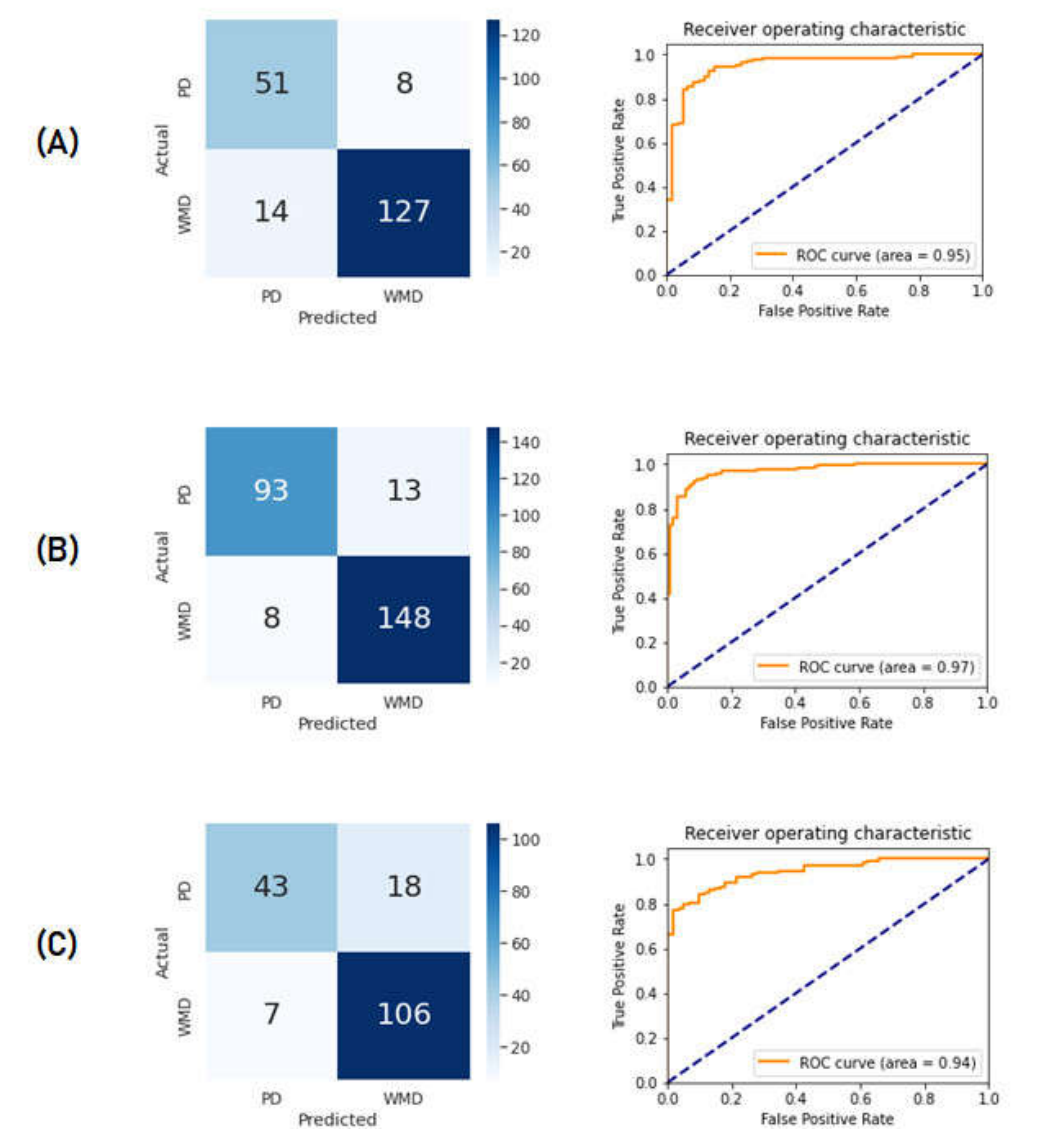 (A)
Actual
PD
WMD
51 8
14 127
PD WMD
Predicted
120
100
80
60
40
20
Receiver operating characteristic
True Positive Rate
1.0
0.8
0.6
0.4
0.2
0.0
ROC curve (area = 0.95)
0.0 0.2 0.4 0.6 0.8 1.0
False Positive Rate
(B)
Actual
PD
WMD
93 13
8 148
PD WMD
Predicted
140
120
100
80
60
40
20
Receiver operating characteristic
True Positive Rate
1.0
0.8
0.6
0.4
0.2
0.0
ROC curve (area = 0.97)
0.0 0.2 0.4 0.6 0.8 1.0
False Positive Rate
(C)
Actual
PD
WMD
43 18
7 106
PD WMD
Predicted
100
80
60
40
20
Receiver operating characteristic
True Positive Rate
1.0
0.8
0.6
0.4
0.2
0.0
ROC curve (area = 0.94)
0.0 0.2 0.4 0.6 0.8 1.0
False Positive Rate